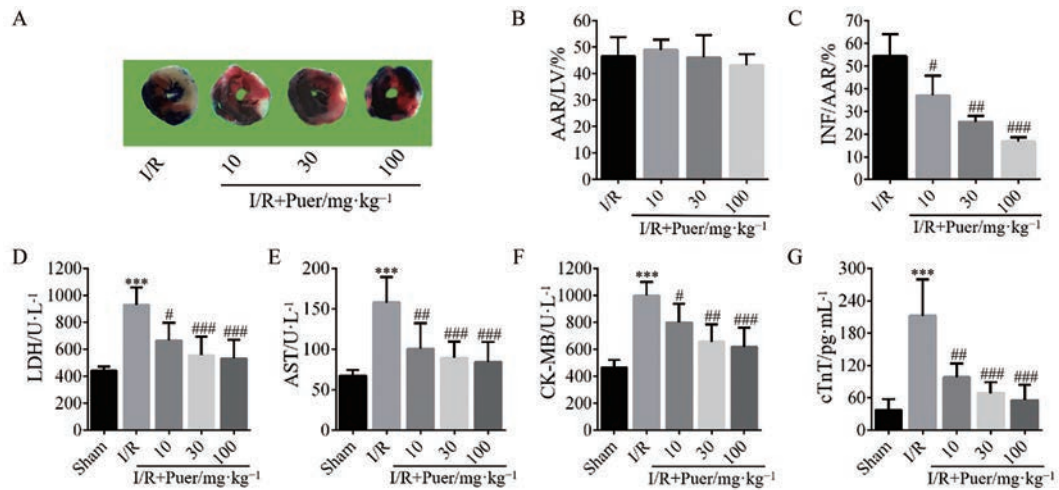 A
I/R
10
30
100
I/R+Puer/mg·kg⁻¹
B
AAR/LV/%
60
50
40
30
20
10
0
I/R
10
30
100
I/R+Puer/mg·kg⁻¹
C
INF/AAR/%
70
60
50
40
30
20
10
0
#
##
###
I/R
10
30
100
I/R+Puer/mg·kg⁻¹
D
LDH/U·L⁻¹
1200
1000
800
600
400
200
0
***
#
###
###
Sham
I/R
10
30
100
I/R+Puer/mg·kg⁻¹
E
AST/U·L⁻¹
200
150
100
50
0
***
##
###
###
Sham
I/R
10
30
100
I/R+Puer/mg·kg⁻¹
F
CK-MB/U·L⁻¹
1200
1000
800
600
400
200
0
***
#
##
###
Sham
I/R
10
30
100
I/R+Puer/mg·kg⁻¹
G
cTnT/pg·mL⁻¹
300
240
180
120
60
0
***
##
###
###
Sham
I/R
10
30
100
I/R+Puer/mg·kg⁻¹